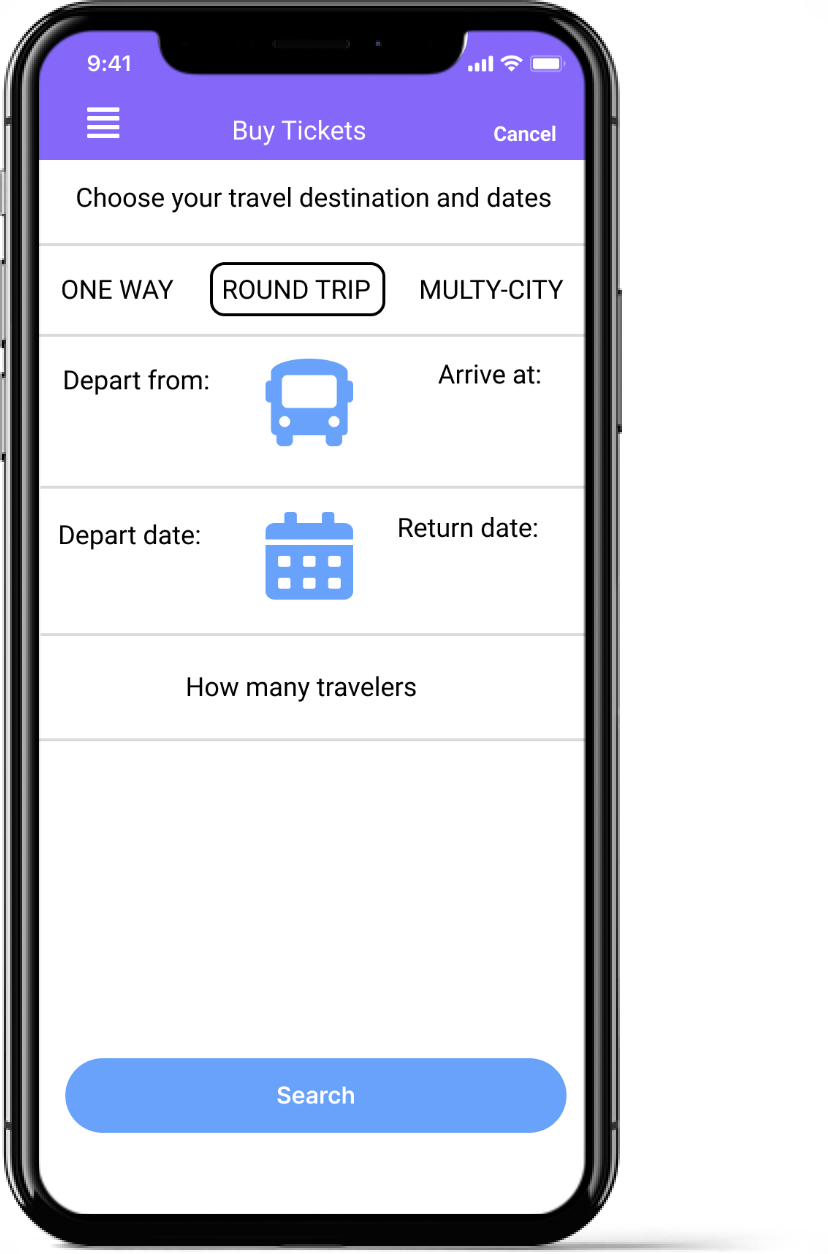 9:41
Buy Tickets
Cancel
Choose your travel destination and dates
ONE WAY
ROUND TRIP
MULTY-CITY
Depart from:
Arrive at:
Depart date:
Return date:
How many travelers
Search